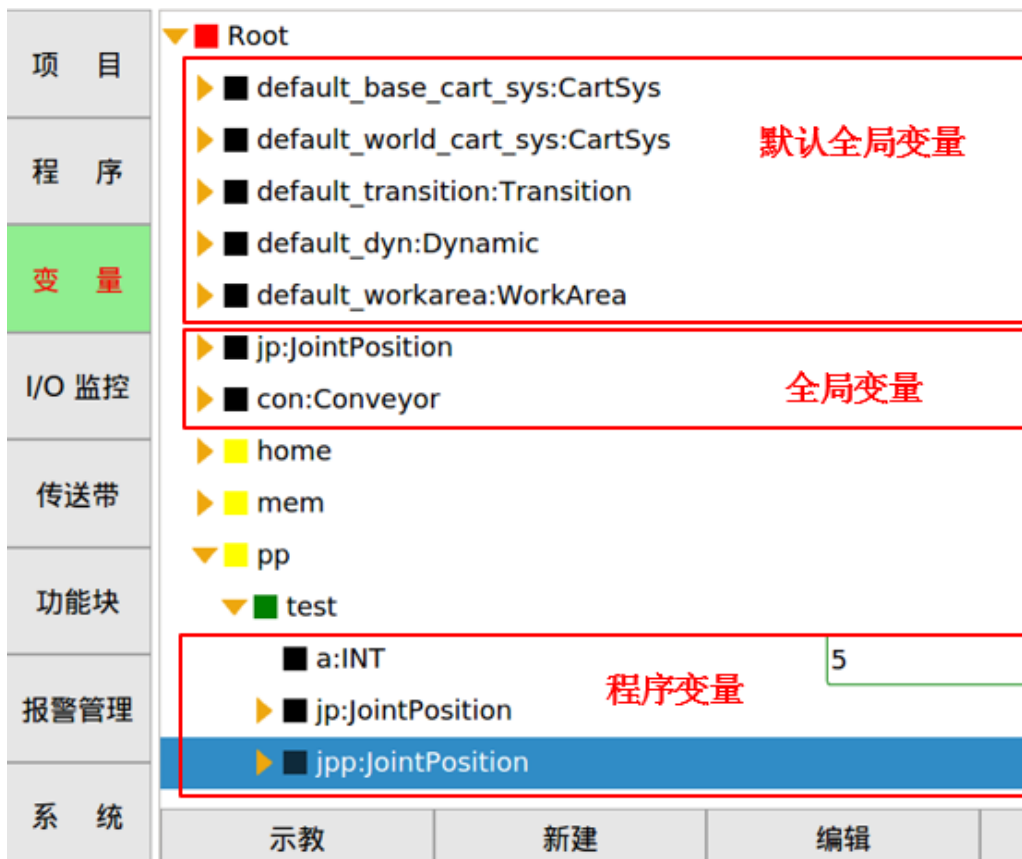 项 目
程 序
变 量
I/O 监控
传送带
功能块
报警管理
系 统
Root
default_base_cart_sys:CartSys
default_world_cart_sys:CartSys
默认全局变量
default_transition:Transition
default_dyn:Dynamic
default_workarea:WorkArea
jp:JointPosition
全局变量
con:Conveyor
home
mem
pp
test
a:INT
5
程序变量
jp:JointPosition
jpp:JointPosition
示教
新建
编辑